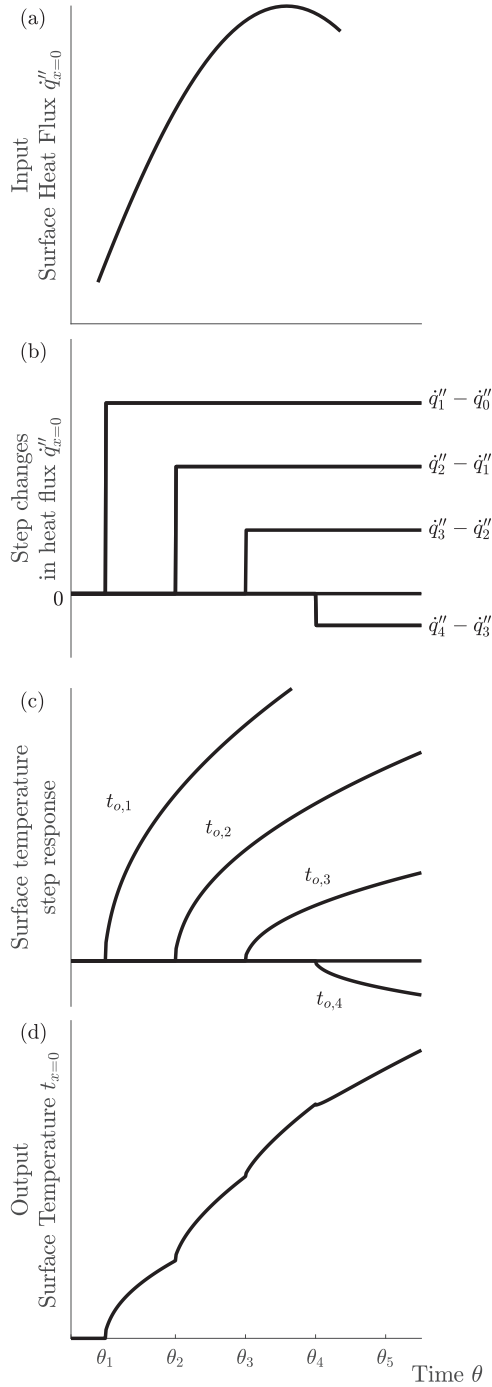 (a)
Input
Surface Heat Flux q̇″ₓ₌₀
(b)
Step changes
in heat flux q̇″ₓ₌₀
0
q̇″₁ − q̇″₀
q̇″₂ − q̇″₁
q̇″₃ − q̇″₂
q̇″₄ − q̇″₃
(c)
Surface temperature
step response
tₒ,₁
tₒ,₂
tₒ,₃
tₒ,₄
(d)
Output
Surface Temperature tₓ₌₀
θ₁ θ₂ θ₃ θ₄ θ₅
Time θ